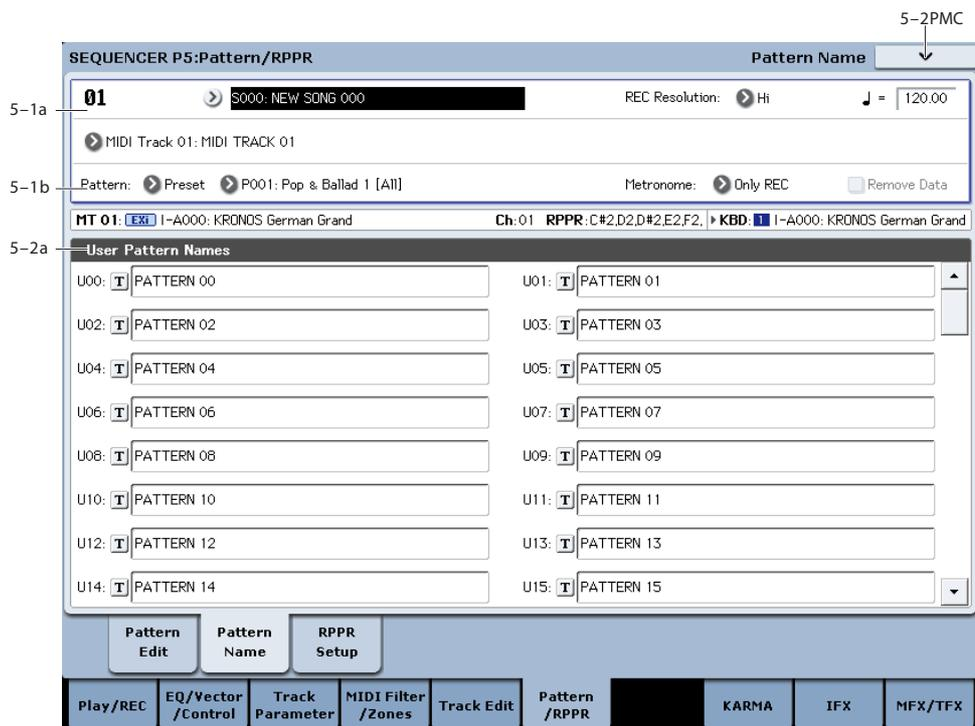 5-2PMC
SEQUENCER P5:Pattern/RPPR Pattern Name
5-1a
01 S000: NEW SONG 000 REC Resolution: Hi ♩ = 120.00
MIDI Track 01: MIDI TRACK 01
5-1b
Pattern: Preset P001: Pop & Ballad 1 [All] Metronome: Only REC Remove Data
MT 01: EXi I-A000: KRONOS German Grand Ch:01 RPPR:C#2,D2,D#2,E2,F2, KBD: 1 I-A000: KRONOS German Grand
5-2a
User Pattern Names
U00: T PATTERN 00 U01: T PATTERN 01
U02: T PATTERN 02 U03: T PATTERN 03
U04: T PATTERN 04 U05: T PATTERN 05
U06: T PATTERN 06 U07: T PATTERN 07
U08: T PATTERN 08 U09: T PATTERN 09
U10: T PATTERN 10 U11: T PATTERN 11
U12: T PATTERN 12 U13: T PATTERN 13
U14: T PATTERN 14 U15: T PATTERN 15
Pattern Edit Pattern Name RPPR Setup
Play/REC EQ/Vector /Control Track Parameter MIDI Filter /Zones Track Edit Pattern /RPPR KARMA IFX MFX/TFX